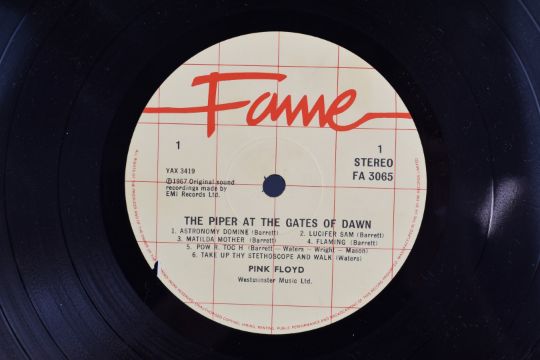 Fame
1 1
STEREO
YAX 3419 FA 3065
℗1967 Original sound
recordings made by
EMI Records Ltd.
THE PIPER AT THE GATES OF DAWN
1. ASTRONOMY DOMINE (Barrett) 2. LUCIFER SAM (Barrett)
3. MATILDA MOTHER (Barrett) 4. FLAMING (Barrett)
5. POW R. TOC H (Barrett - Waters - Wright - Mason)
6. TAKE UP THY STETHOSCOPE AND WALK (Waters)
PINK FLOYD
Westminster Music Ltd.